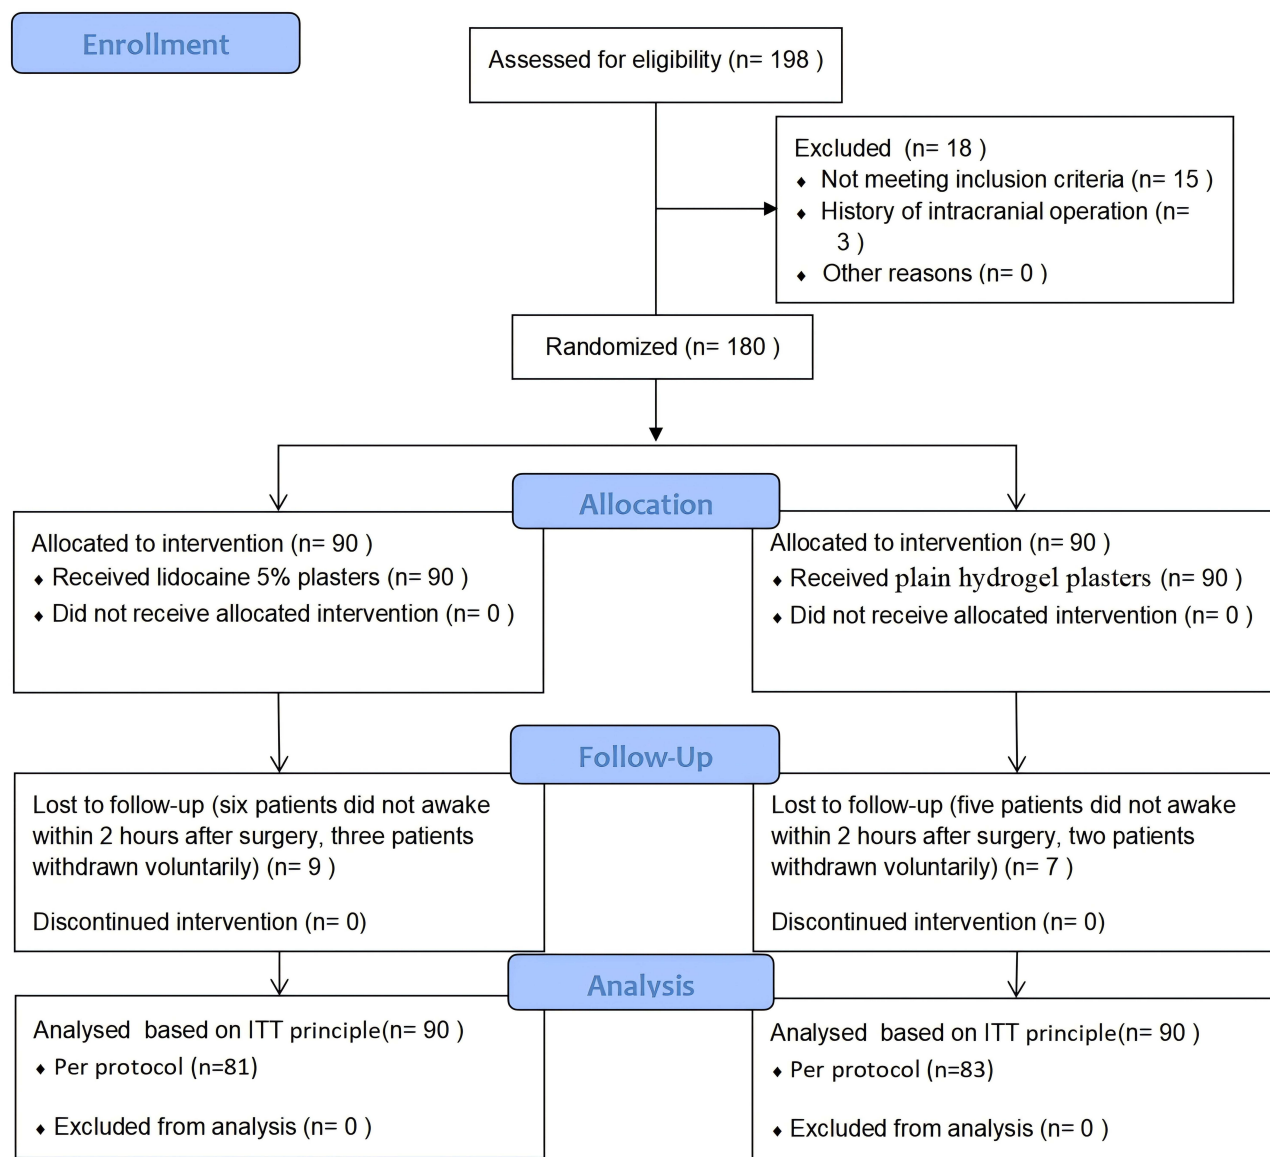 Enrollment
Assessed for eligibility (n= 198 )
Excluded (n= 18 )
♦ Not meeting inclusion criteria (n= 15 )
♦ History of intracranial operation (n=
3 )
♦ Other reasons (n= 0 )
Randomized (n= 180 )
Allocation
Allocated to intervention (n= 90 )
♦ Received lidocaine 5% plasters (n= 90 )
♦ Did not receive allocated intervention (n= 0 )
Allocated to intervention (n= 90 )
♦ Received plain hydrogel plasters (n= 90 )
♦ Did not receive allocated intervention (n= 0 )
Follow-Up
Lost to follow-up (six patients did not awake
within 2 hours after surgery, three patients
withdrawn voluntarily) (n= 9 )
Discontinued intervention (n= 0)
Lost to follow-up (five patients did not awake
within 2 hours after surgery, two patients
withdrawn voluntarily) (n= 7 )
Discontinued intervention (n= 0)
Analysis
Analysed based on ITT principle(n= 90 )
♦ Per protocol (n=81)
♦ Excluded from analysis (n= 0 )
Analysed based on ITT principle(n= 90 )
♦ Per protocol (n=83)
♦ Excluded from analysis (n= 0 )